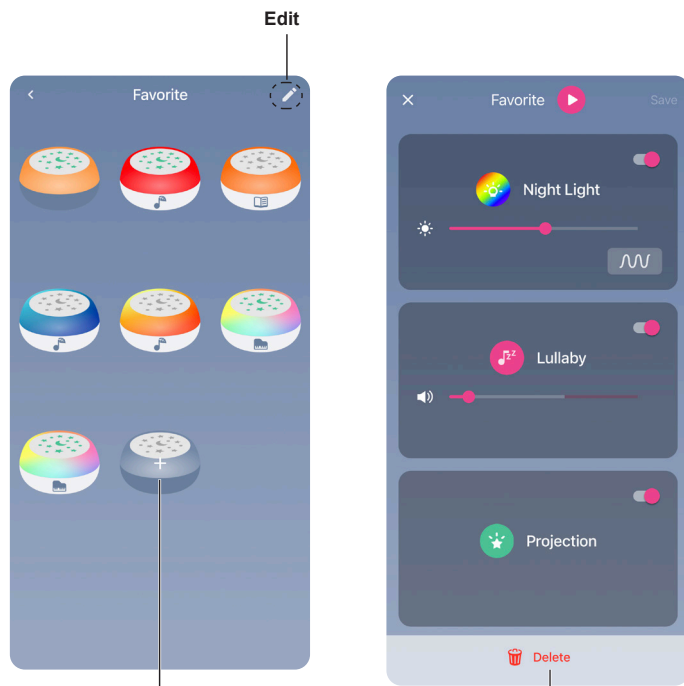 Edit
Favorite
Favorite
Save
Night Light
Lullaby
Projection
Delete